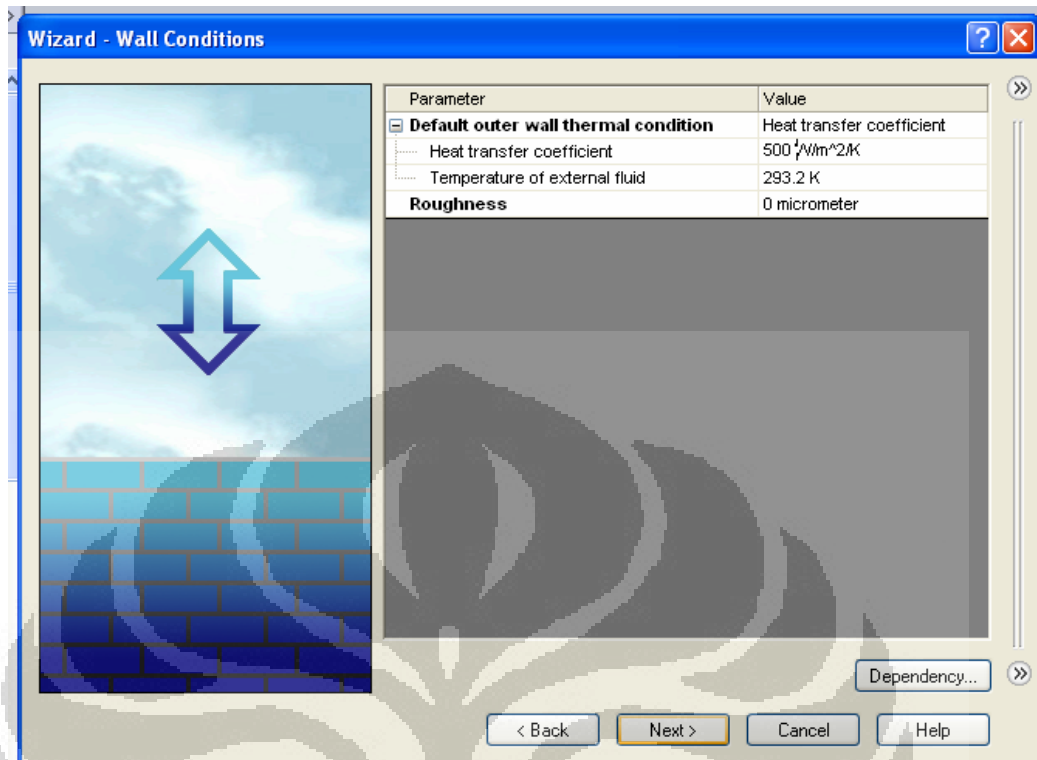 Wizard - Wall Conditions
Parameter Value
Default outer wall thermal condition Heat transfer coefficient
Heat transfer coefficient 500 W/m^2/K
Temperature of external fluid 293.2 K
Roughness 0 micrometer
Dependency...
< Back Next > Cancel Help